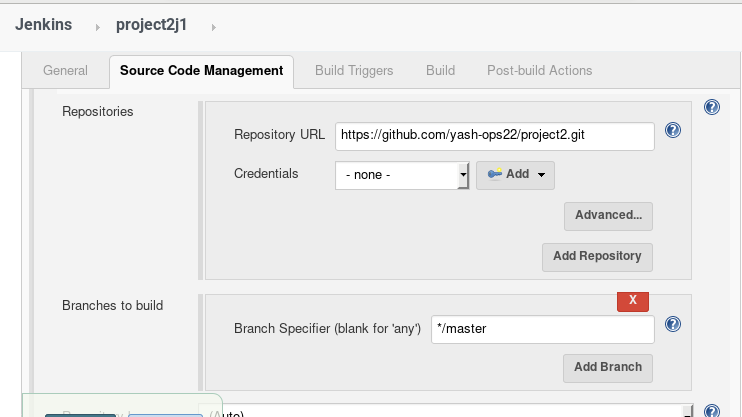 Jenkins project2j1
General Source Code Management Build Triggers Build Post-build Actions
Repositories
Repository URL https://github.com/yash-ops22/project2.git
Credentials - none - Add
Advanced...
Add Repository
Branches to build
X
Branch Specifier (blank for 'any') */master
Add Branch
(Auto)